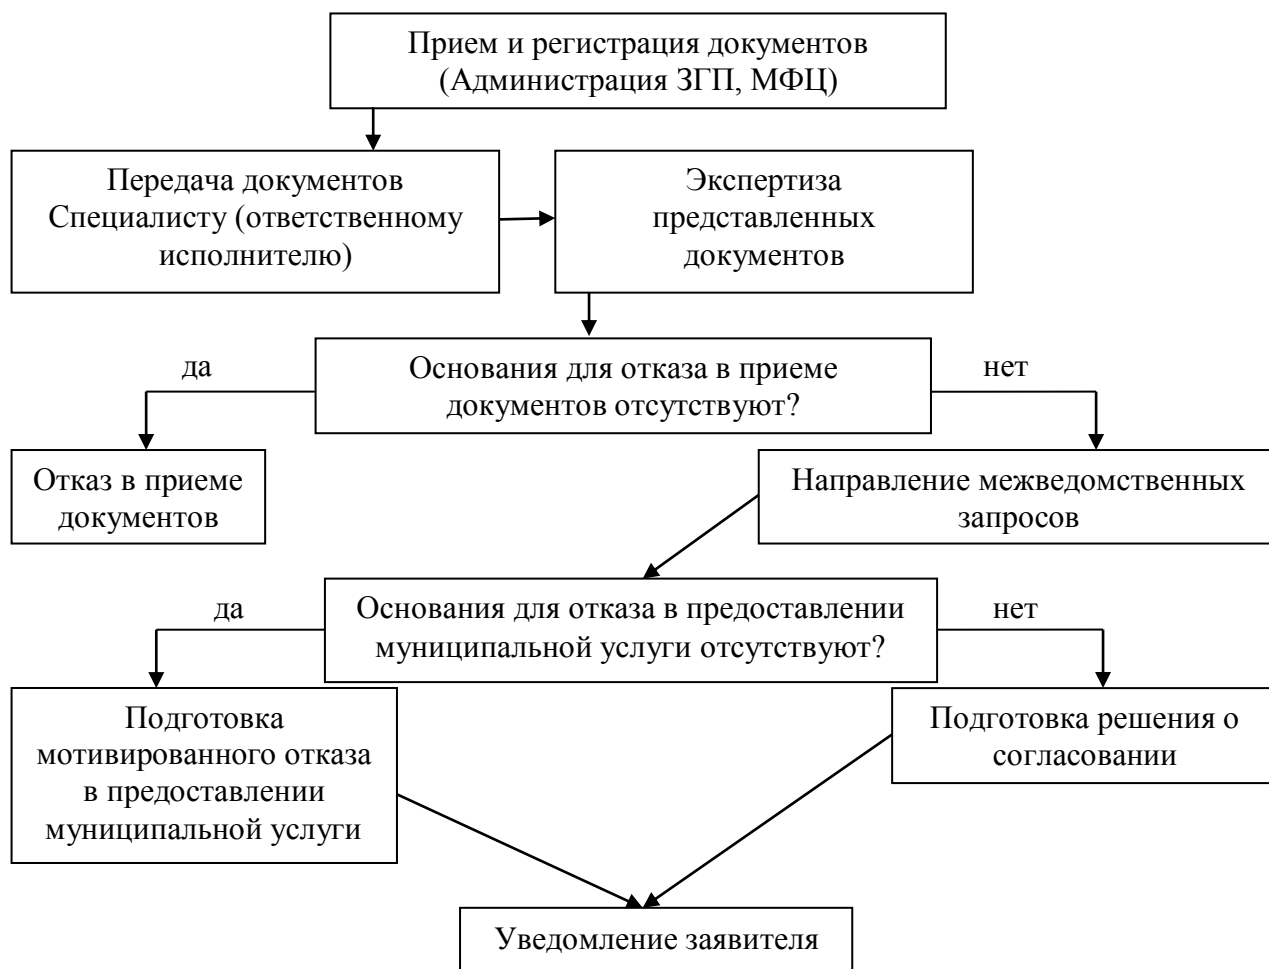 Прием и регистрация документов
(Администрация ЗГП, МФЦ)
Передача документов
Специалисту (ответственному
исполнителю)
Экспертиза
представленных
документов
да
Основания для отказа в приеме
документов отсутствуют?
нет
Отказ в приеме
документов
Направление межведомственных
запросов
да
Основания для отказа в предоставлении
муниципальной услуги отсутствуют?
нет
Подготовка
мотивированного отказа
в предоставлении
муниципальной услуги
Подготовка решения о
согласовании
Уведомление заявителя